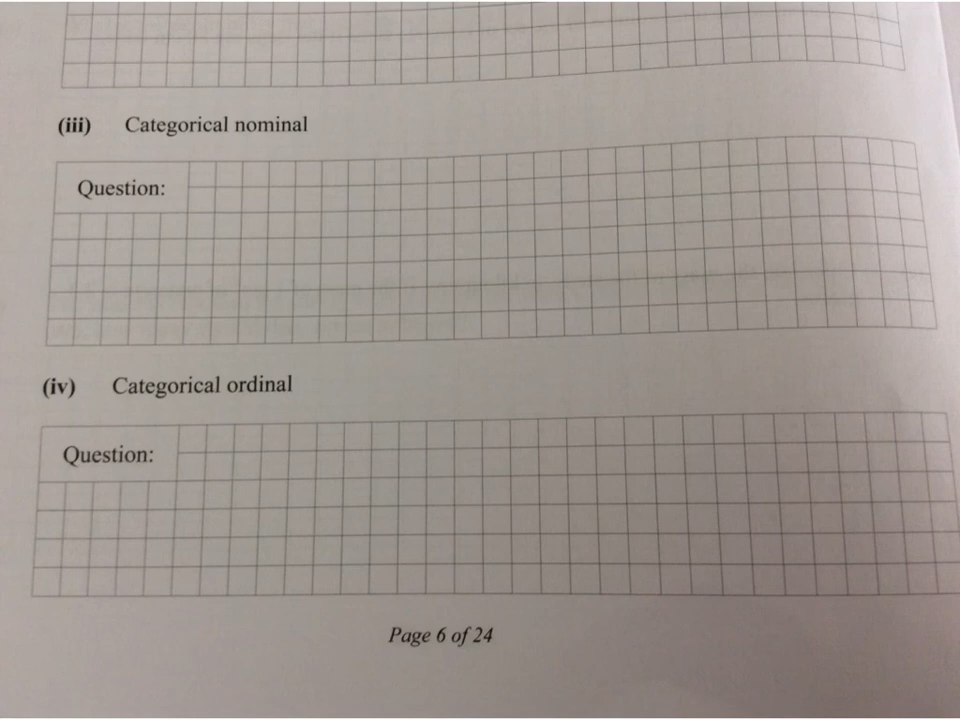 (iii) Categorical nominal
Question:
(iv) Categorical ordinal
Question:
Page 6 of 24